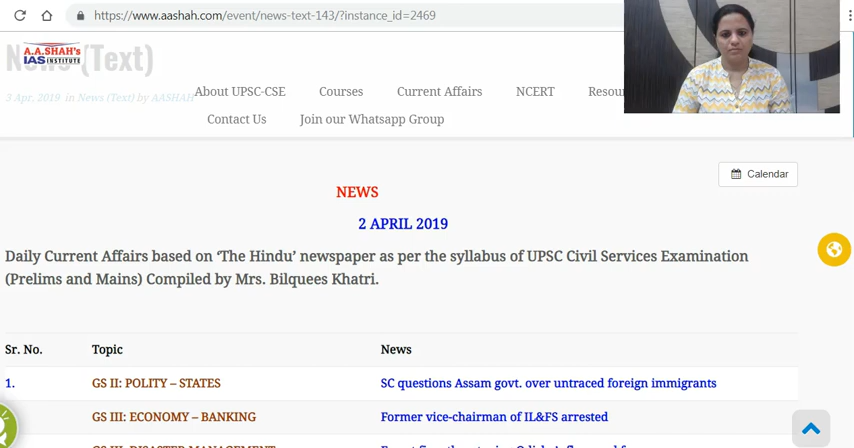 https://www.aashah.com/event/news-text-143/?instance_id=2469
A.A.SHAH's
IAS INSTITUTE
News (Text)
3 Apr, 2019 in News (Text) by AASHAH
About UPSC-CSE Courses Current Affairs NCERT
Contact Us Join our Whatsapp Group
Calendar
NEWS
2 APRIL 2019
Daily Current Affairs based on ‘The Hindu’ newspaper as per the syllabus of UPSC Civil Services Examination
(Prelims and Mains) Compiled by Mrs. Bilquees Khatri.
Sr. No. Topic News
1. GS II: POLITY – STATES SC questions Assam govt. over untraced foreign immigrants
GS III: ECONOMY – BANKING Former vice-chairman of IL&FS arrested
GS III: DISASTER MANAGEMENT